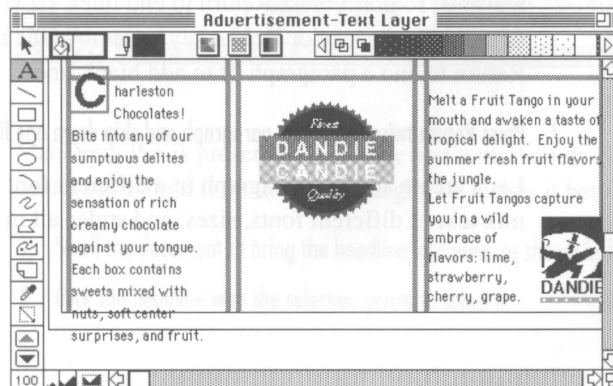 Advertisement-Text Layer
A
C harleston
Chocolates!
Bite into any of our
sumptuous delites
and enjoy the
sensation of rich
creamy chocolate
against your tongue.
Each box contains
sweets mixed with
nuts, soft center
surprises, and fruit.
Finest
DANDIE
CANDIE
Quality
Melt a Fruit Tango in your
mouth and awaken a taste of
tropical delight. Enjoy the
summer fresh fruit flavors
the jungle.
Let Fruit Tangos capture
you in a wild
embrace of
flavors: lime,
strawberry,
cherry, grape.
DANDIE
100